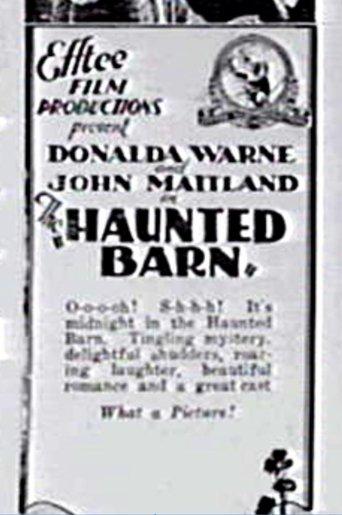 Efftee
FILM
PRODUCTIONS
present
DONALDA WARNE
and
JOHN MAITLAND
in
The
"HAUNTED
BARN"
O-o-o-oh! S-h-h-h! It's
midnight in the Haunted
Barn. Tingling mystery,
delightful shudders, roar-
ing laughter, beautiful
romance and a great cast
What a Picture!